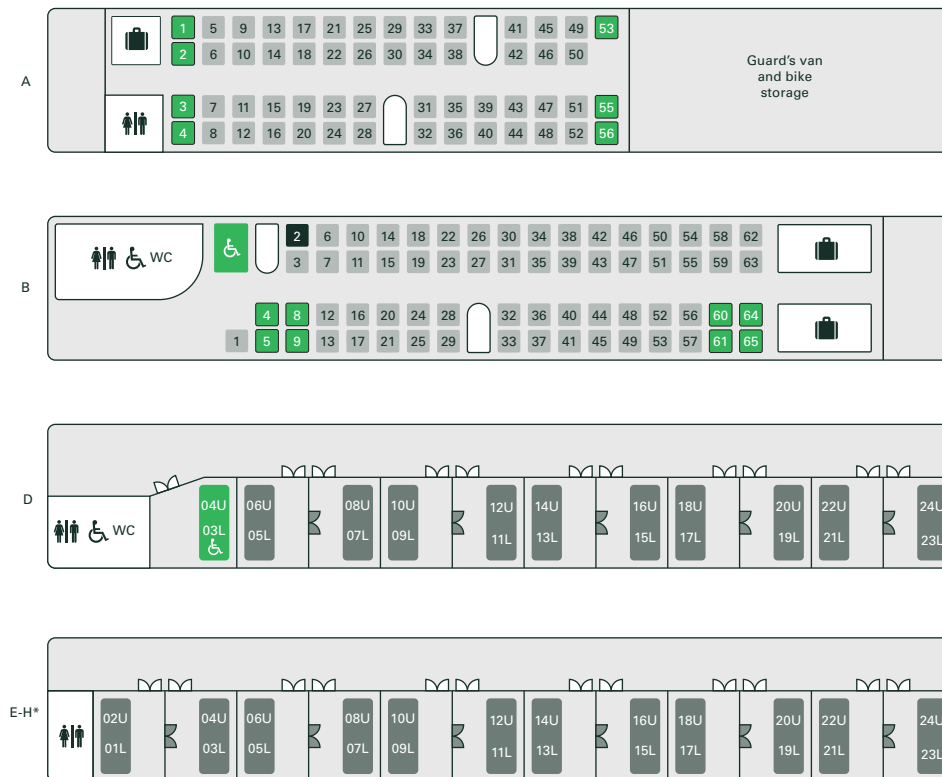 1 5 9 13 17 21 25 29 33 37 41 45 49 53
2 6 10 14 18 22 26 30 34 38 42 46 50
Guard's van
and bike
storage
A
3 7 11 15 19 23 27 31 35 39 43 47 51 55
4 8 12 16 20 24 28 32 36 40 44 48 52 56
2 6 10 14 18 22 26 30 34 38 42 46 50 54 58 62
WC
3 7 11 15 19 23 27 31 35 39 43 47 51 55 59 63
B
4 8 12 16 20 24 28 32 36 40 44 48 52 56 60 64
1 5 9 13 17 21 25 29 33 37 41 45 49 53 57 61 65
D
04U 06U 08U 10U 12U 14U 16U 18U 20U 22U 24U
WC
03L 05L 07L 09L 11L 13L 15L 17L 19L 21L 23L
E-H*
02U 04U 06U 08U 10U 12U 14U 16U 18U 20U 22U 24U
01L 03L 05L 07L 09L 11L 13L 15L 17L 19L 21L 23L